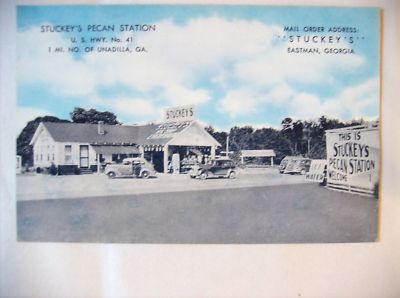 STUCKEY'S PECAN STATION
U. S. HWY. No. 41
1 MI. NO. OF UNADILLA, GA.
MAIL ORDER ADDRESS:
"STUCKEY'S"
EASTMAN, GEORGIA
STUCKEY'S
THIS IS
STUCKEY'S
PECAN STATION
WELCOME
WATER